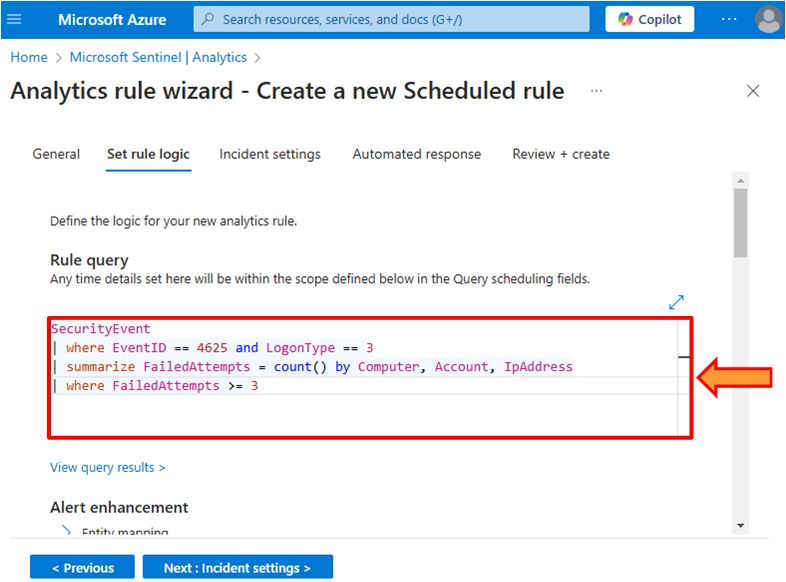 Microsoft Azure
Search resources, services, and docs (G+/)
Copilot
...
Home > Microsoft Sentinel | Analytics >
Analytics rule wizard - Create a new Scheduled rule ...
General Set rule logic Incident settings Automated response Review + create
Define the logic for your new analytics rule.
Rule query
Any time details set here will be within the scope defined below in the Query scheduling fields.
SecurityEvent
| where EventID == 4625 and LogonType == 3
| summarize FailedAttempts = count() by Computer, Account, IpAddress
| where FailedAttempts >= 3
View query results >
Alert enhancement
Entity mapping
< Previous Next : Incident settings >